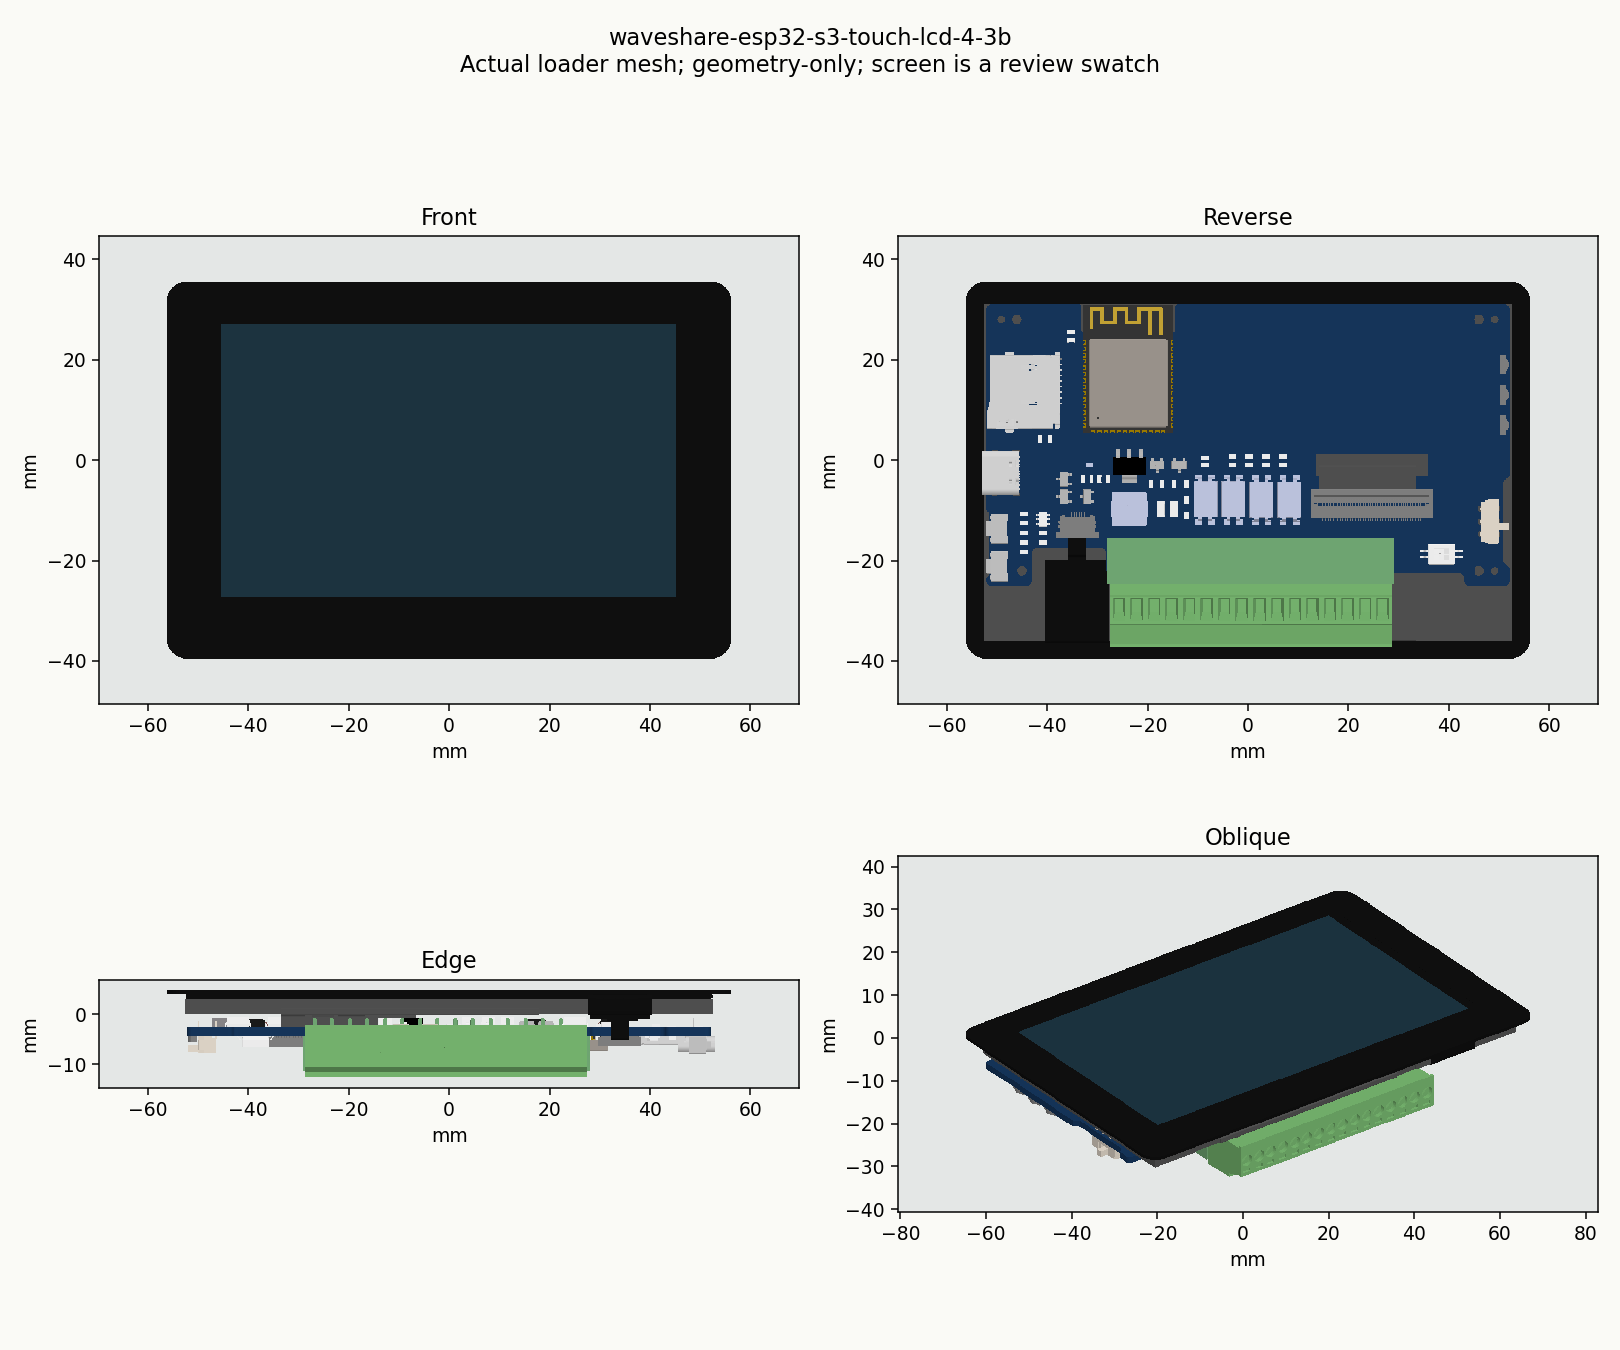 waveshare-esp32-s3-touch-lcd-4-3b
Actual loader mesh; geometry-only; screen is a review swatch
Front
40
20
0
−20
−40
mm
−60 −40 −20 0 20 40 60
mm
Reverse
40
20
0
−20
−40
mm
−60 −40 −20 0 20 40 60
mm
Edge
0
−10
mm
−60 −40 −20 0 20 40 60
mm
Oblique
40
30
20
10
0
−10
−20
−30
−40
mm
−80 −60 −40 −20 0 20 40 60 80
mm